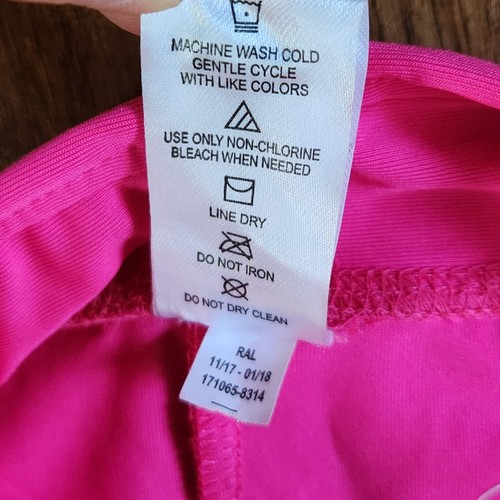 MACHINE WASH COLD
GENTLE CYCLE
WITH LIKE COLORS
USE ONLY NON-CHLORINE
BLEACH WHEN NEEDED
LINE DRY
DO NOT IRON
DO NOT DRY CLEAN
RAL
11/17 - 01/18
171065-8314